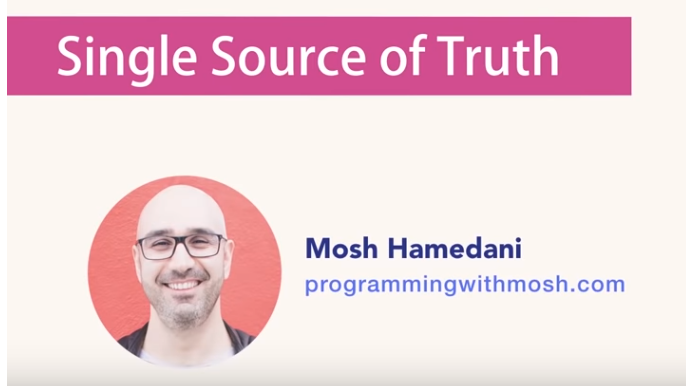 Single Source of Truth
Mosh Hamedani
programmingwithmosh.com